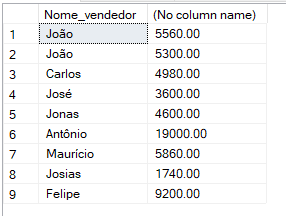 Nome_vendedor (No column name)
1 João 5560.00
2 João 5300.00
3 Carlos 4980.00
4 José 3600.00
5 Jonas 4600.00
6 Antônio 19000.00
7 Maurício 5860.00
8 Josias 1740.00
9 Felipe 9200.00